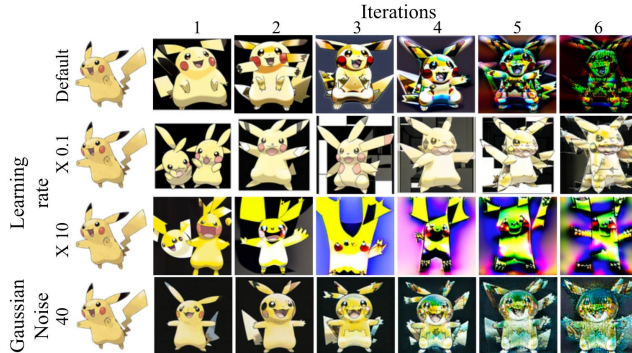 Iterations
1 2 3 4 5 6
Default
Learning rate
X 0.1
X 10
Gaussian Noise
40